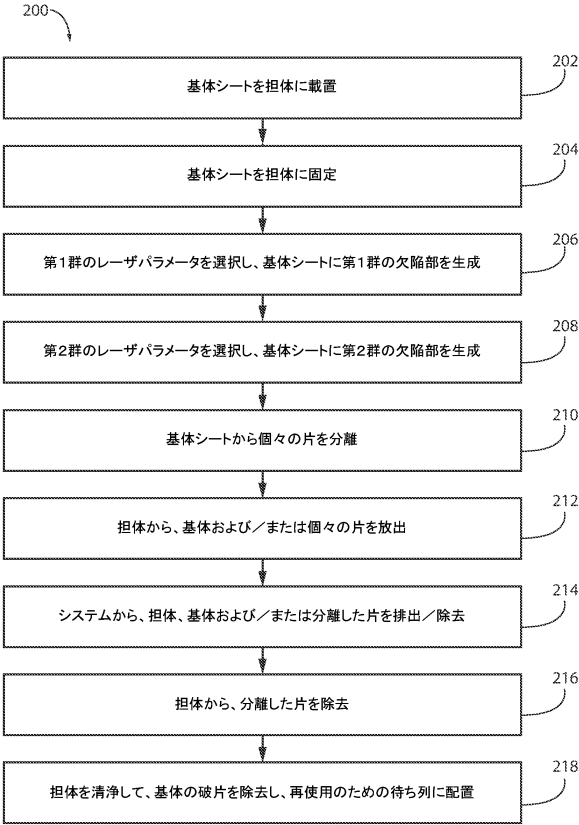 200
202
基体シートを担体に載置
204
基体シートを担体に固定
206
第１群のレーザパラメータを選択し、基体シートに第１群の欠陥部を生成
208
第２群のレーザパラメータを選択し、基体シートに第２群の欠陥部を生成
210
基体シートから個々の片を分離
212
担体から、基体および／または個々の片を放出
214
システムから、担体、基体および／または分離した片を排出／除去
216
担体から、分離した片を除去
218
担体を清浄して、基体の破片を除去し、再使用のための待ち列に配置